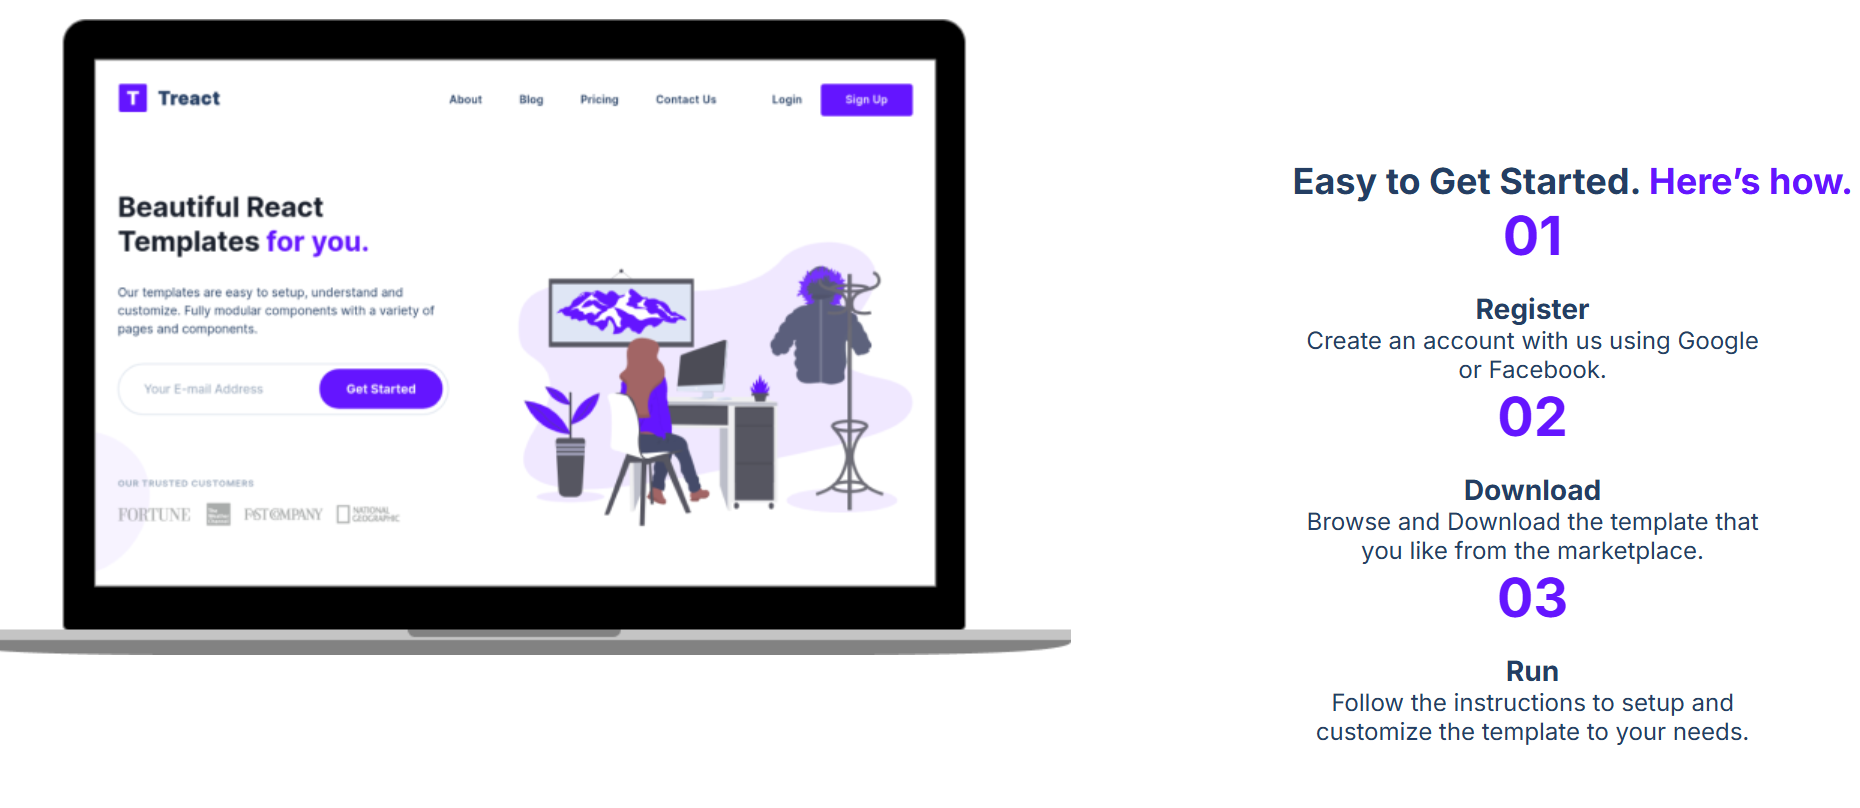 T Treact
About Blog Pricing Contact Us Login Sign Up
Beautiful React
Templates for you.
Our templates are easy to setup, understand and
customize. Fully modular components with a variety of
pages and components.
Your E-mail Address Get Started
OUR TRUSTED CUSTOMERS
FORTUNE
FAST COMPANY
NATIONAL
GEOGRAPHIC
Easy to Get Started. Here’s how.
01
Register
Create an account with us using Google
or Facebook.
02
Download
Browse and Download the template that
you like from the marketplace.
03
Run
Follow the instructions to setup and
customize the template to your needs.